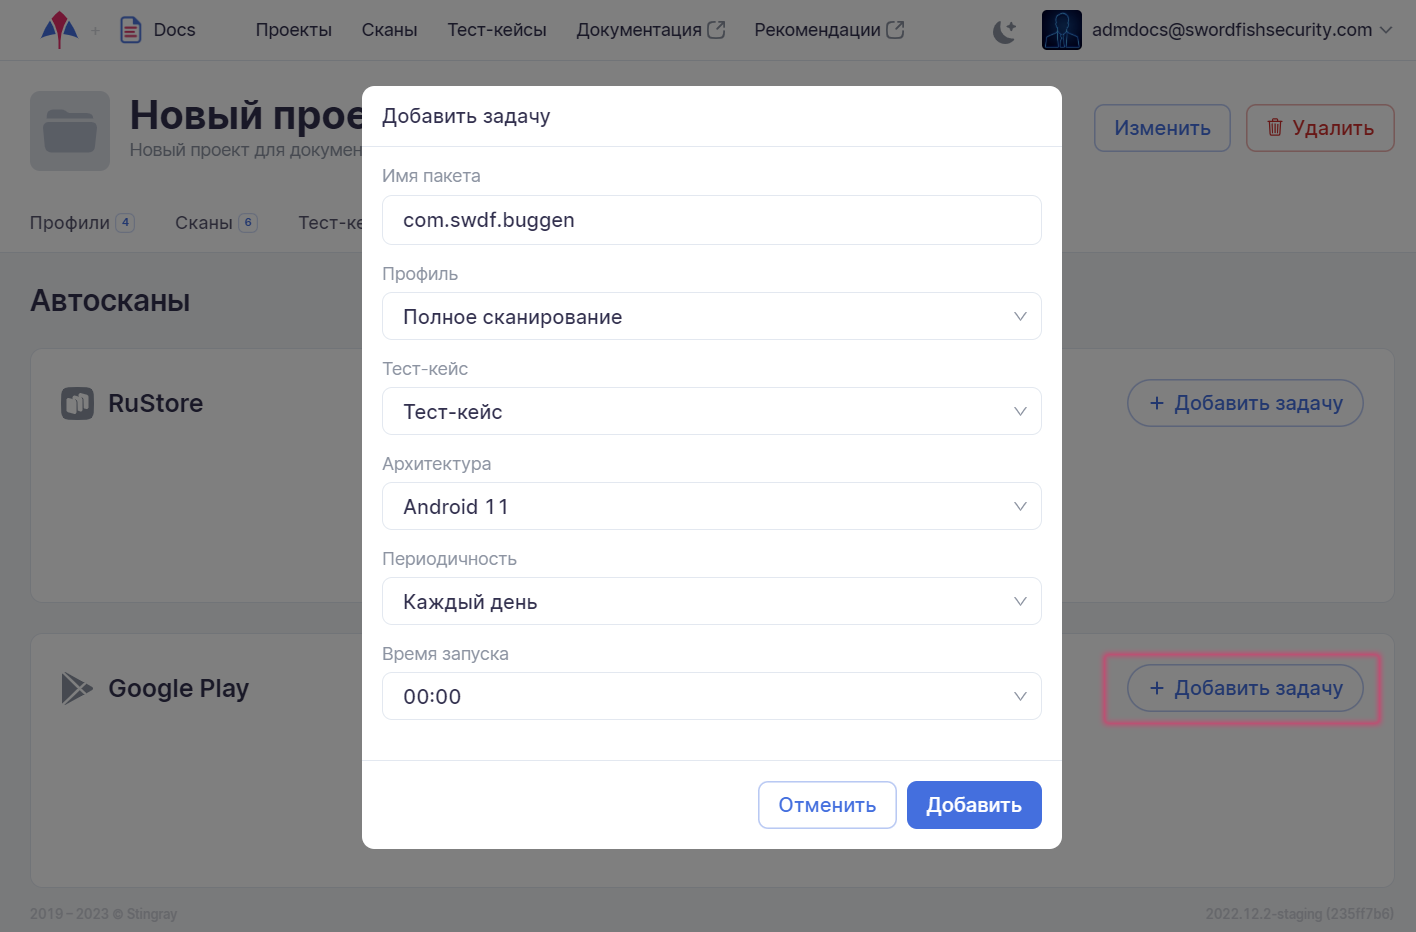 Docs
Проекты
Сканы
Тест-кейсы
Документация
Рекомендации
admdocs@swordfishsecurity.com
Новый прое
Новый проект для докумен
Изменить
Удалить
Профили 4
Сканы 6
Тест-ке
Автосканы
RuStore
+ Добавить задачу
Google Play
+ Добавить задачу
Добавить задачу
Имя пакета
com.swdf.buggen
Профиль
Полное сканирование
Тест-кейс
Тест-кейс
Архитектура
Android 11
Периодичность
Каждый день
Время запуска
00:00
Отменить
Добавить
2019 – 2023 © Stingray
2022.12.2-staging (235ff7b6)